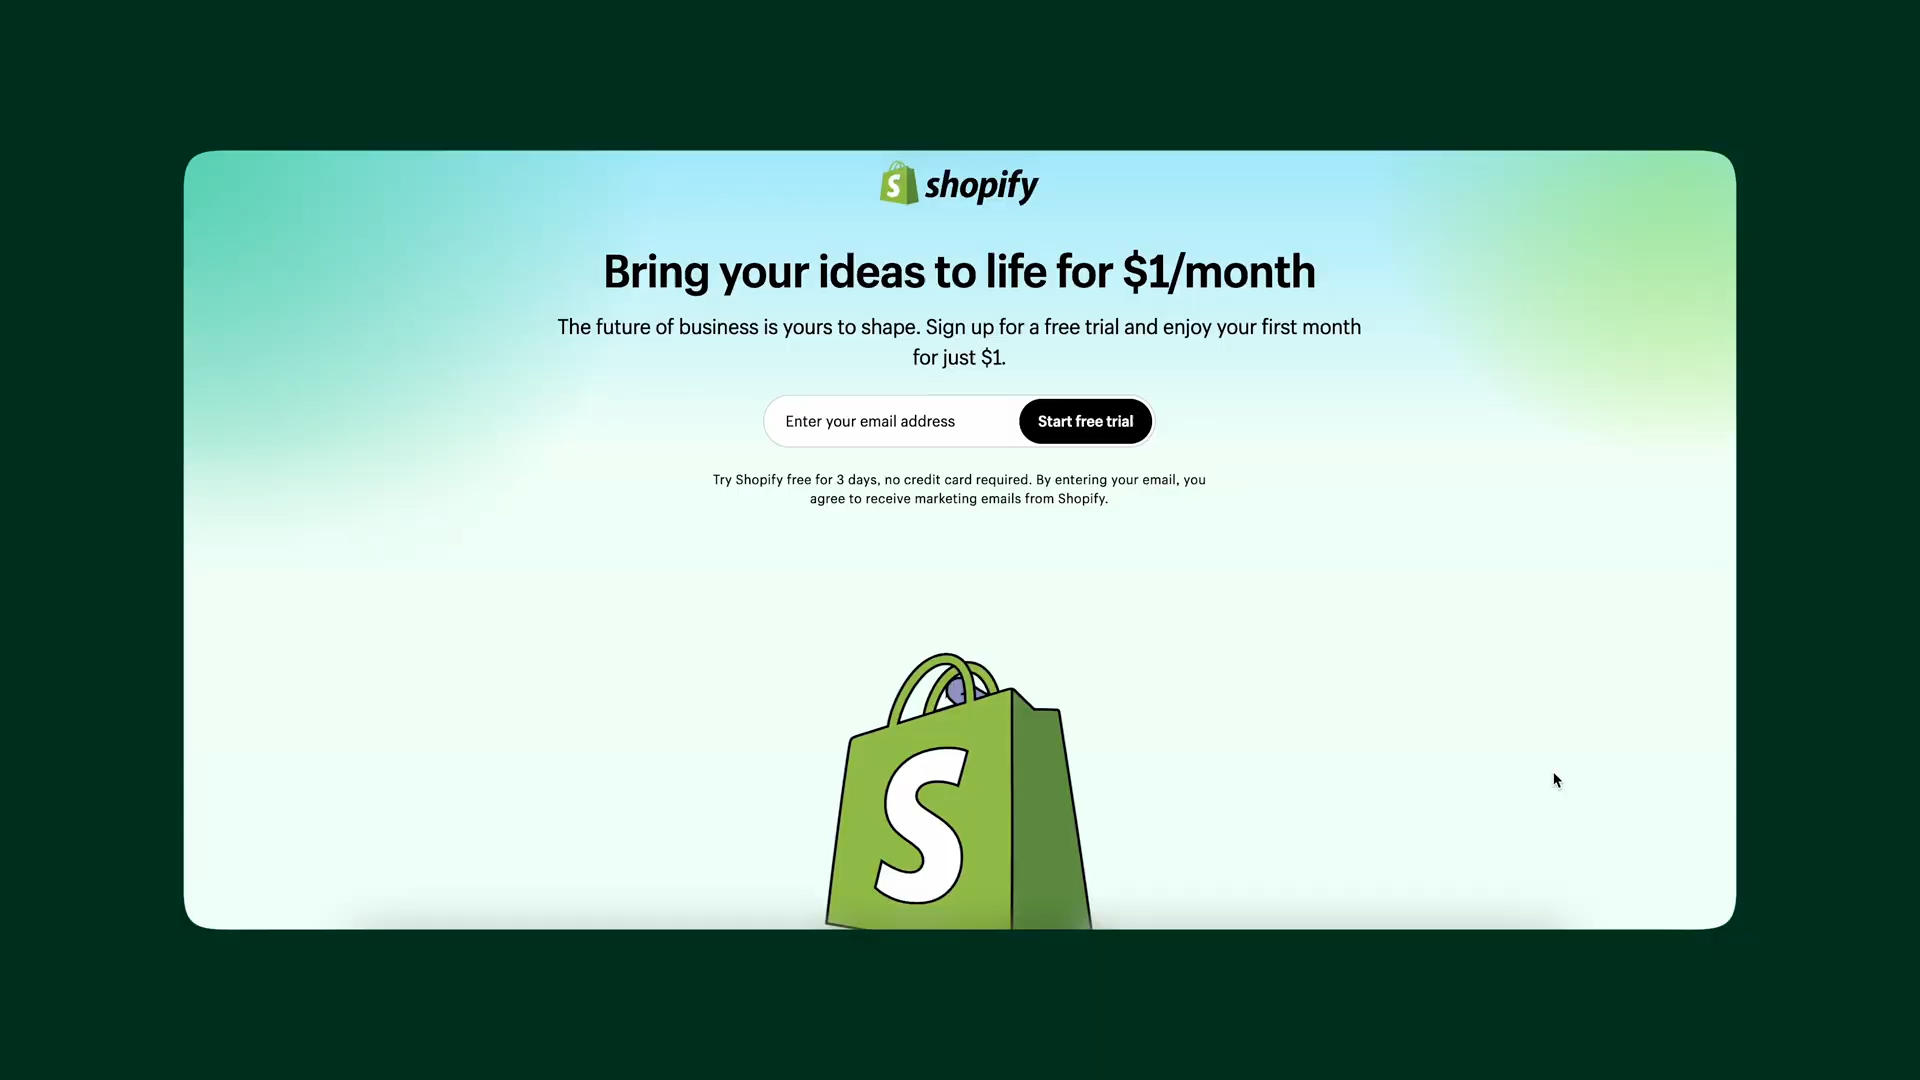 shopify
Bring your ideas to life for $1/month
The future of business is yours to shape. Sign up for a free trial and enjoy your first month
for just $1.
Enter your email address
Start free trial
Try Shopify free for 3 days, no credit card required. By entering your email, you
agree to receive marketing emails from Shopify.
S